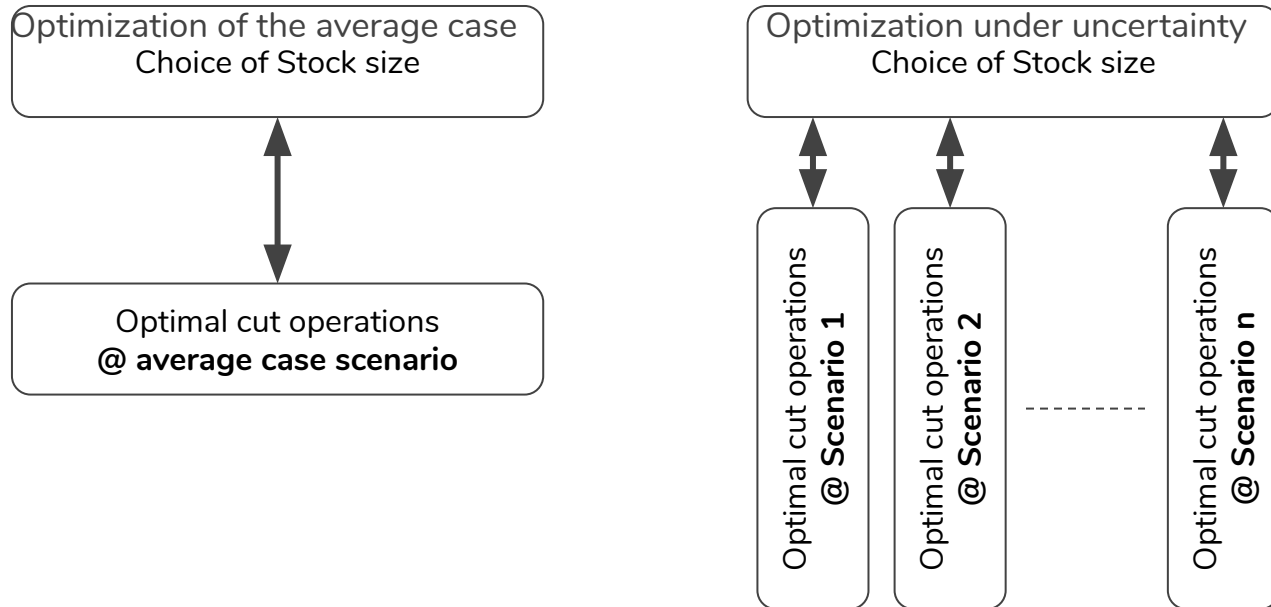 Optimization of the average case
Choice of Stock size
Optimal cut operations
@ average case scenario
Optimization under uncertainty
Choice of Stock size
Optimal cut operations
@ Scenario 1
Optimal cut operations
@ Scenario 2
Optimal cut operations
@ Scenario n